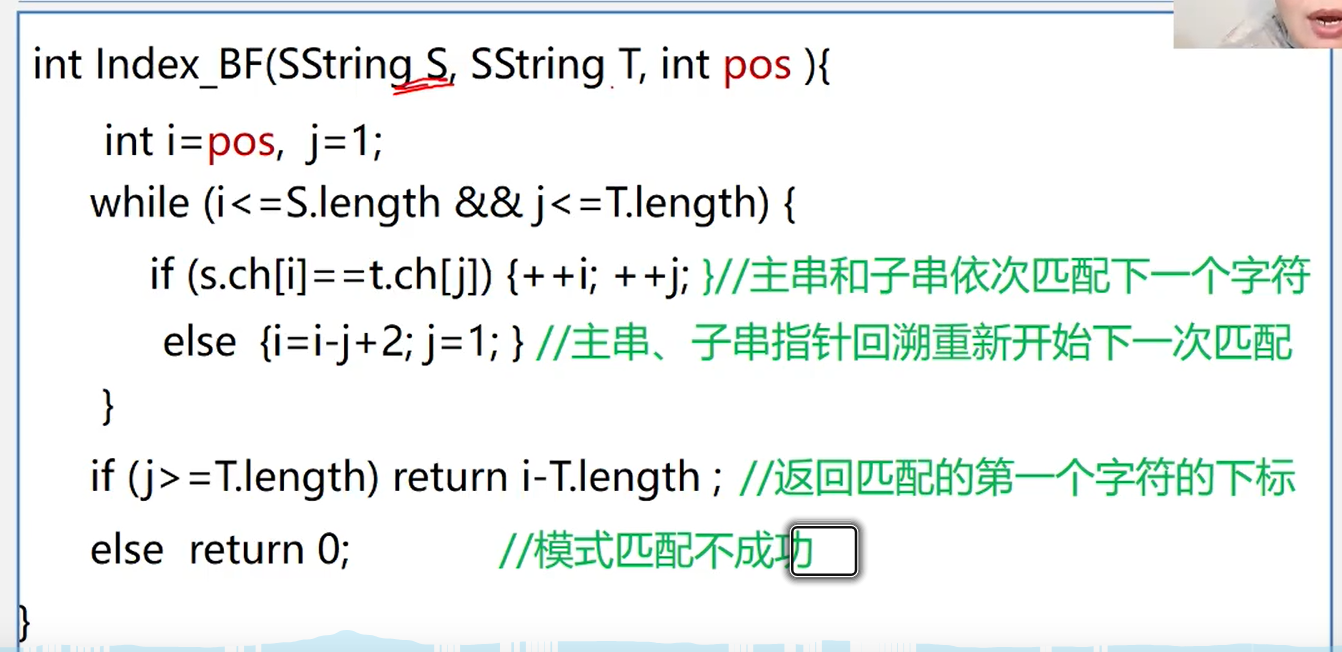 int Index_BF(SString S, SString T, int pos ){
int i=pos, j=1;
while (i<=S.length && j<=T.length) {
if (s.ch[i]==t.ch[j]) {++i; ++j; }//主串和子串依次匹配下一个字符
else {i=i-j+2; j=1; } //主串、子串指针回溯重新开始下一次匹配
}
if (j>=T.length) return i-T.length ; //返回匹配的第一个字符的下标
else return 0; //模式匹配不成功
}